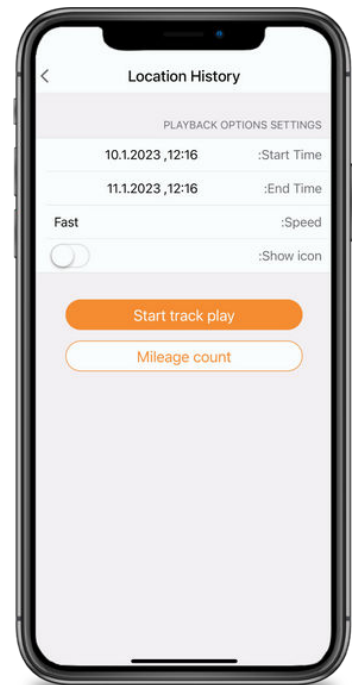 Location History
PLAYBACK OPTIONS SETTINGS
10.1.2023 ,12:16 :Start Time
11.1.2023 ,12:16 :End Time
Fast :Speed
:Show icon
Start track play
Mileage count